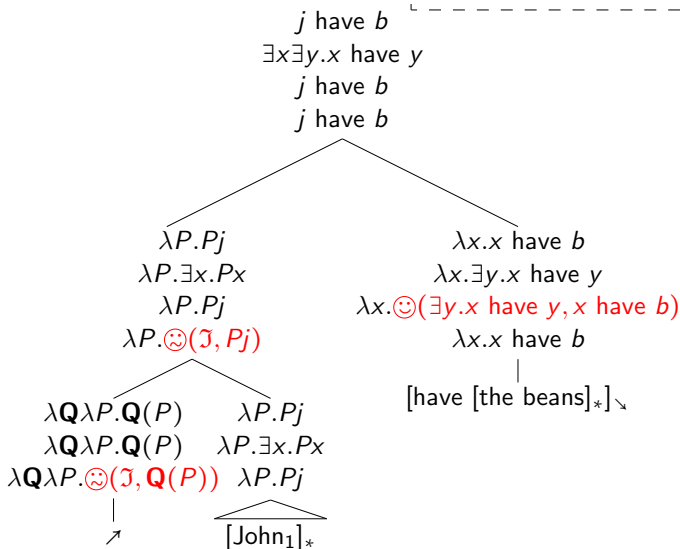 j have b
∃x∃y.x have y
j have b
j have b
λP.Pj λx.x have b
λP.∃x.Px λx.∃y.x have y
λP.Pj λx.☺(∃y.x have y, x have b)
λP.☹(ℑ, Pj) λx.x have b
λQλP.Q(P) λP.Pj [have [the beans]⁎]↘
λQλP.Q(P) λP.∃x.Px
λQλP.☹(ℑ, Q(P)) λP.Pj
↗ [John₁]⁎